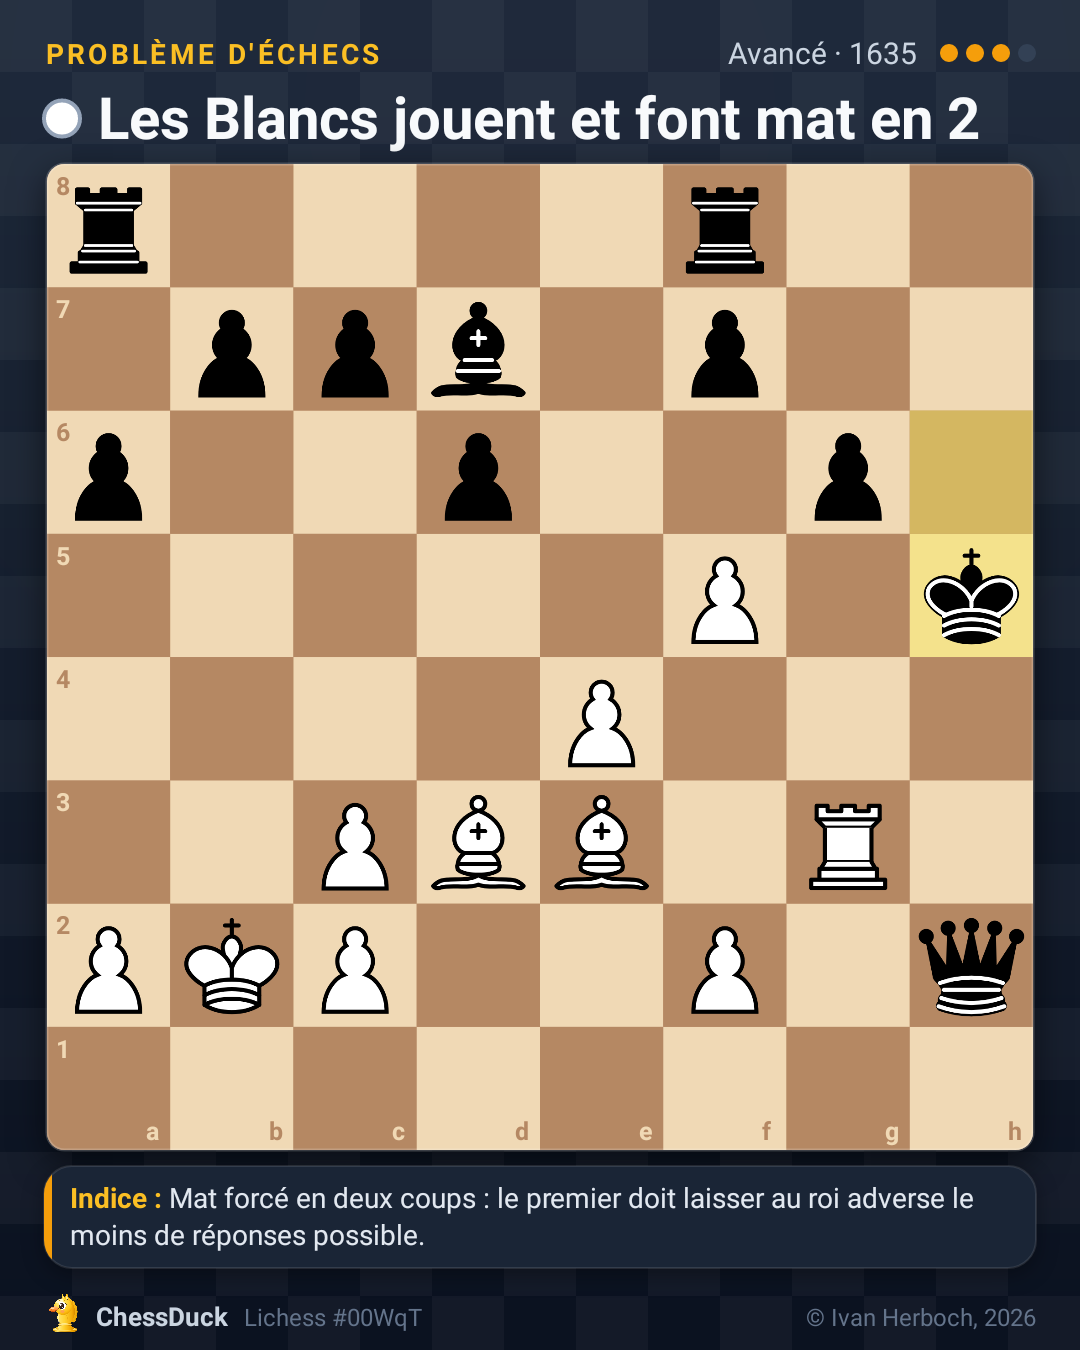 PROBLÈME D'ÉCHECS
Avancé · 1635
Les Blancs jouent et font mat en 2
8
7
6
5
4
3
2
1
a b c d e f g h
Indice : Mat forcé en deux coups : le premier doit laisser au roi adverse le
moins de réponses possible.
ChessDuck Lichess #00WqT
© Ivan Herboch, 2026